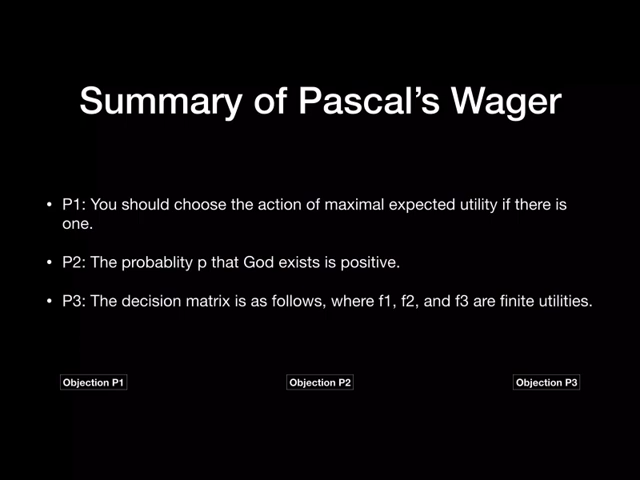 Summary of Pascal’s Wager
• P1: You should choose the action of maximal expected utility if there is
one.
• P2: The probablity p that God exists is positive.
• P3: The decision matrix is as follows, where f1, f2, and f3 are finite utilities.
Objection P1
Objection P2
Objection P3